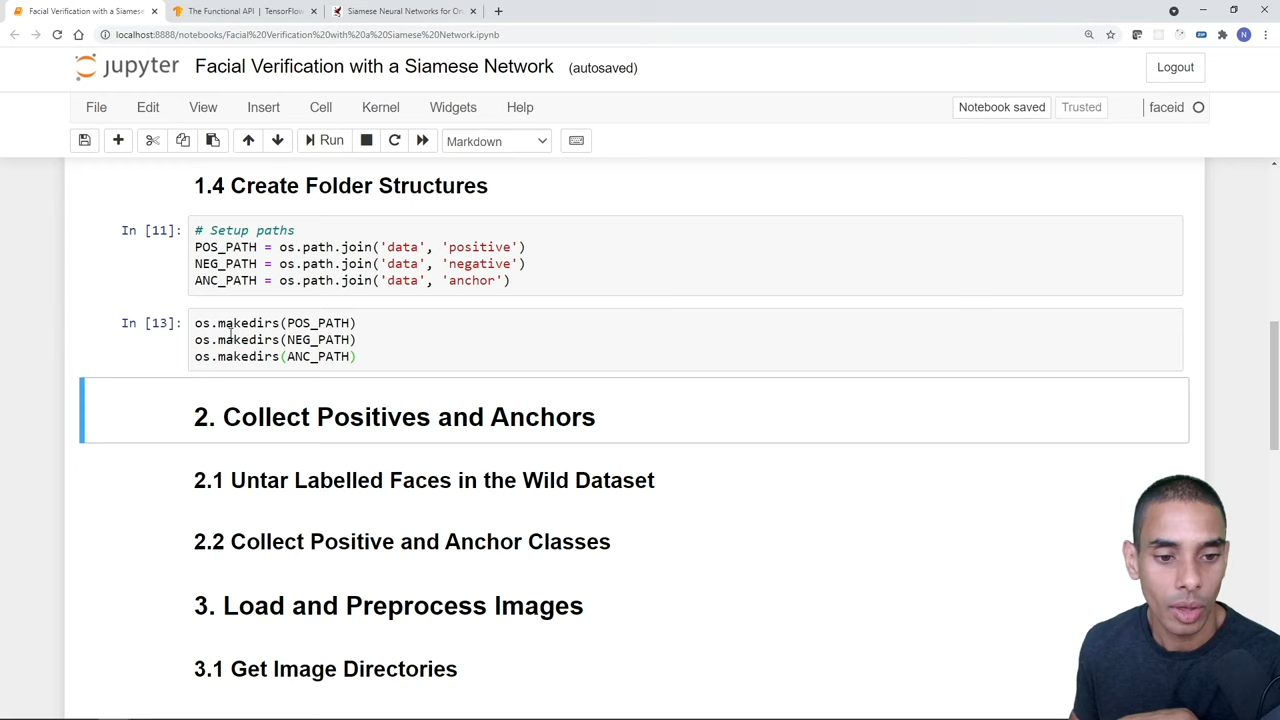 Facial Verification with a Siamese
The Functional API | TensorFlow
Siamese Neural Networks for On
localhost:8888/notebooks/Facial%20Verification%20with%20a%20Siamese%20Network.ipynb
N
jupyter
Facial Verification with a Siamese Network (autosaved)
Logout
File Edit View Insert Cell Kernel Widgets Help
Notebook saved
Trusted
faceid
Run
Markdown
1.4 Create Folder Structures
In [11]:
# Setup paths
POS_PATH = os.path.join('data', 'positive')
NEG_PATH = os.path.join('data', 'negative')
ANC_PATH = os.path.join('data', 'anchor')
In [13]:
os.makedirs(POS_PATH)
os.makedirs(NEG_PATH)
os.makedirs(ANC_PATH)
2. Collect Positives and Anchors
2.1 Untar Labelled Faces in the Wild Dataset
2.2 Collect Positive and Anchor Classes
3. Load and Preprocess Images
3.1 Get Image Directories